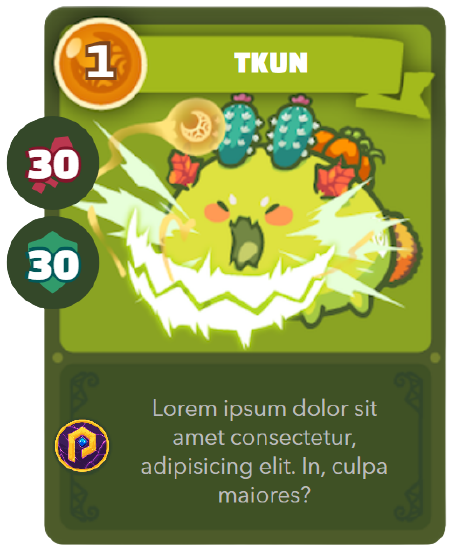 1
TKUN
30
30
Lorem ipsum dolor sit
amet consectetur,
adipisicing elit. In, culpa
maiores?